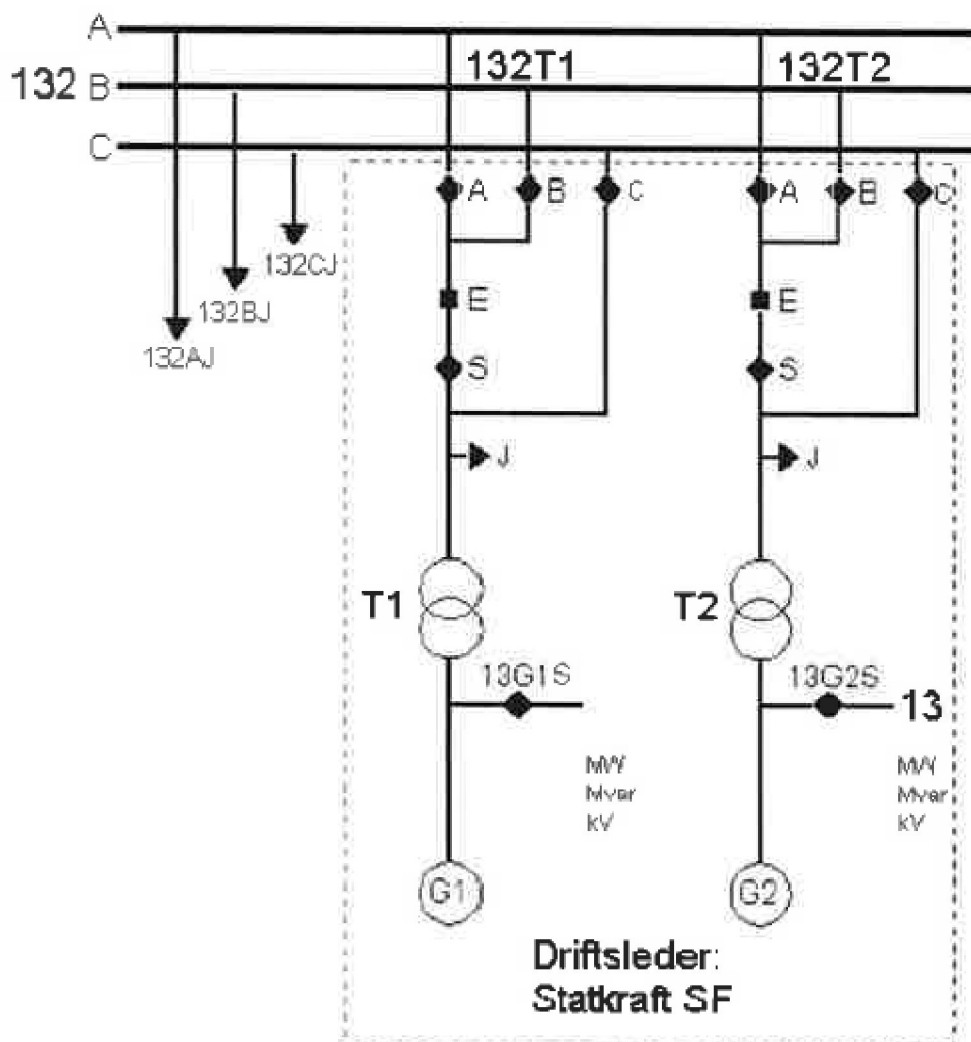 A
132 B
C
132T1
132T2
A
B
C
A
B
C
132CJ
132BJ
132AJ
E
E
S
S
J
J
T1
T2
13G1S
13G2S
13
MW
Mvar
kV
MW
Mvar
kV
G1
G2
Driftsleder:
Statkraft SF